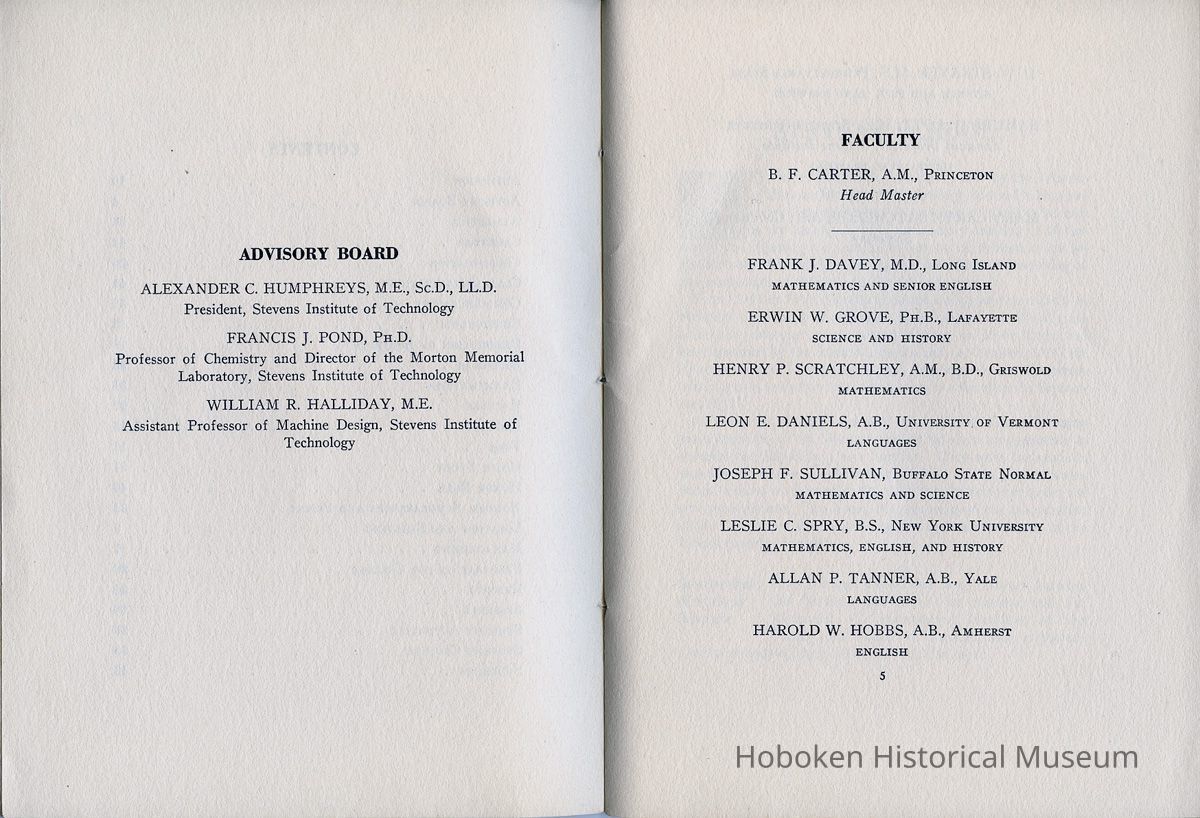 ADVISORY BOARD
ALEXANDER C. HUMPHREYS, M.E., Sc.D., LL.D.
President, Stevens Institute of Technology
FRANCIS J. POND, Ph.D.
Professor of Chemistry and Director of the Morton Memorial
Laboratory, Stevens Institute of Technology
WILLIAM R. HALLIDAY, M.E.
Assistant Professor of Machine Design, Stevens Institute of
Technology
FACULTY
B. F. CARTER, A.M., Princeton
Head Master
FRANK J. DAVEY, M.D., Long Island
MATHEMATICS AND SENIOR ENGLISH
ERWIN W. GROVE, Ph.B., Lafayette
SCIENCE AND HISTORY
HENRY P. SCRATCHLEY, A.M., B.D., Griswold
MATHEMATICS
LEON E. DANIELS, A.B., University of Vermont
LANGUAGES
JOSEPH F. SULLIVAN, Buffalo State Normal
MATHEMATICS AND SCIENCE
LESLIE C. SPRY, B.S., New York University
MATHEMATICS, ENGLISH, AND HISTORY
ALLAN P. TANNER, A.B., Yale
LANGUAGES
HAROLD W. HOBBS, A.B., Amherst
ENGLISH
5
Hoboken Historical Museum